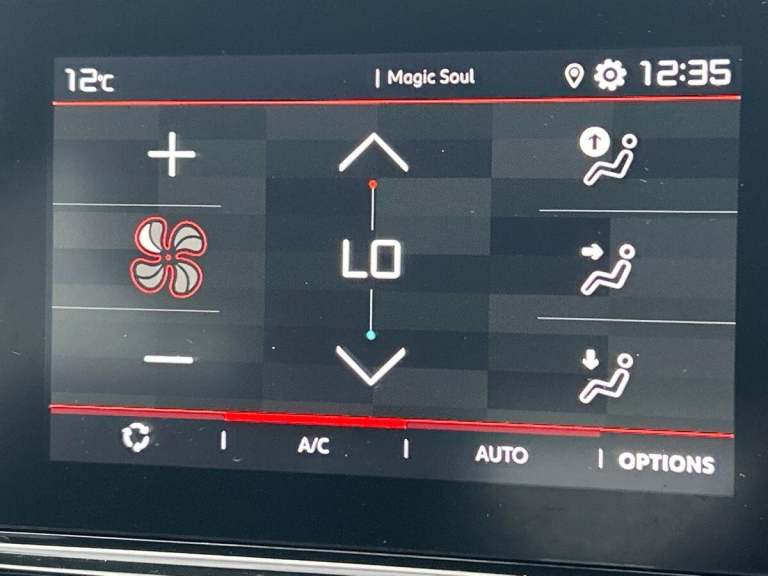 12°C | Magic Soul 12:35
LO
A/C | AUTO | OPTIONS